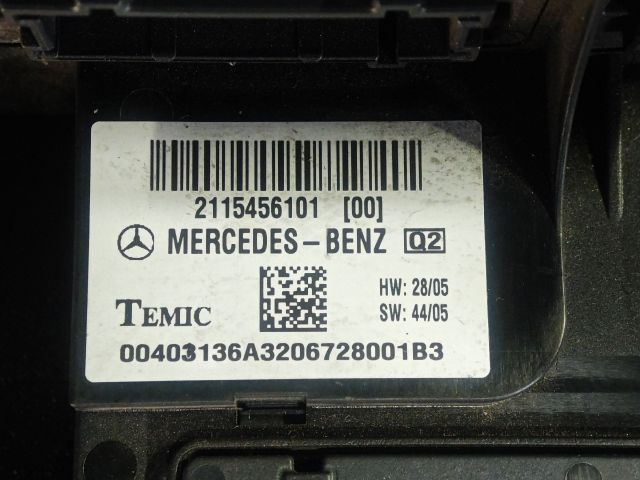 2115456101 [00]
MERCEDES-BENZ Q2
HW: 28/05
TEMIC SW: 44/05
00403136A3206728001B3